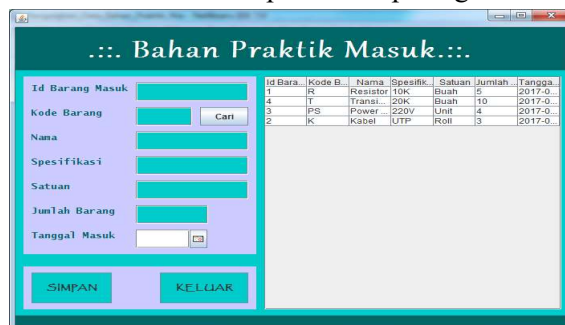 .::. Bahan Praktik Masuk.::.
Id Barang Masuk
Kode Barang
Cari
Nama
Spesifikasi
Satuan
Jumlah Barang
Tanggal Masuk
SIMPAN
KELUAR
Id Bara... Kode B... Nama Spesifik... Satuan Jumlah ... Tangga...
1 R Resistor 10K Buah 5 2017-0...
4 T Transi... 20K Buah 10 2017-0...
3 PS Power ... 220V Unit 4 2017-0...
2 K Kabel UTP Roll 3 2017-0...